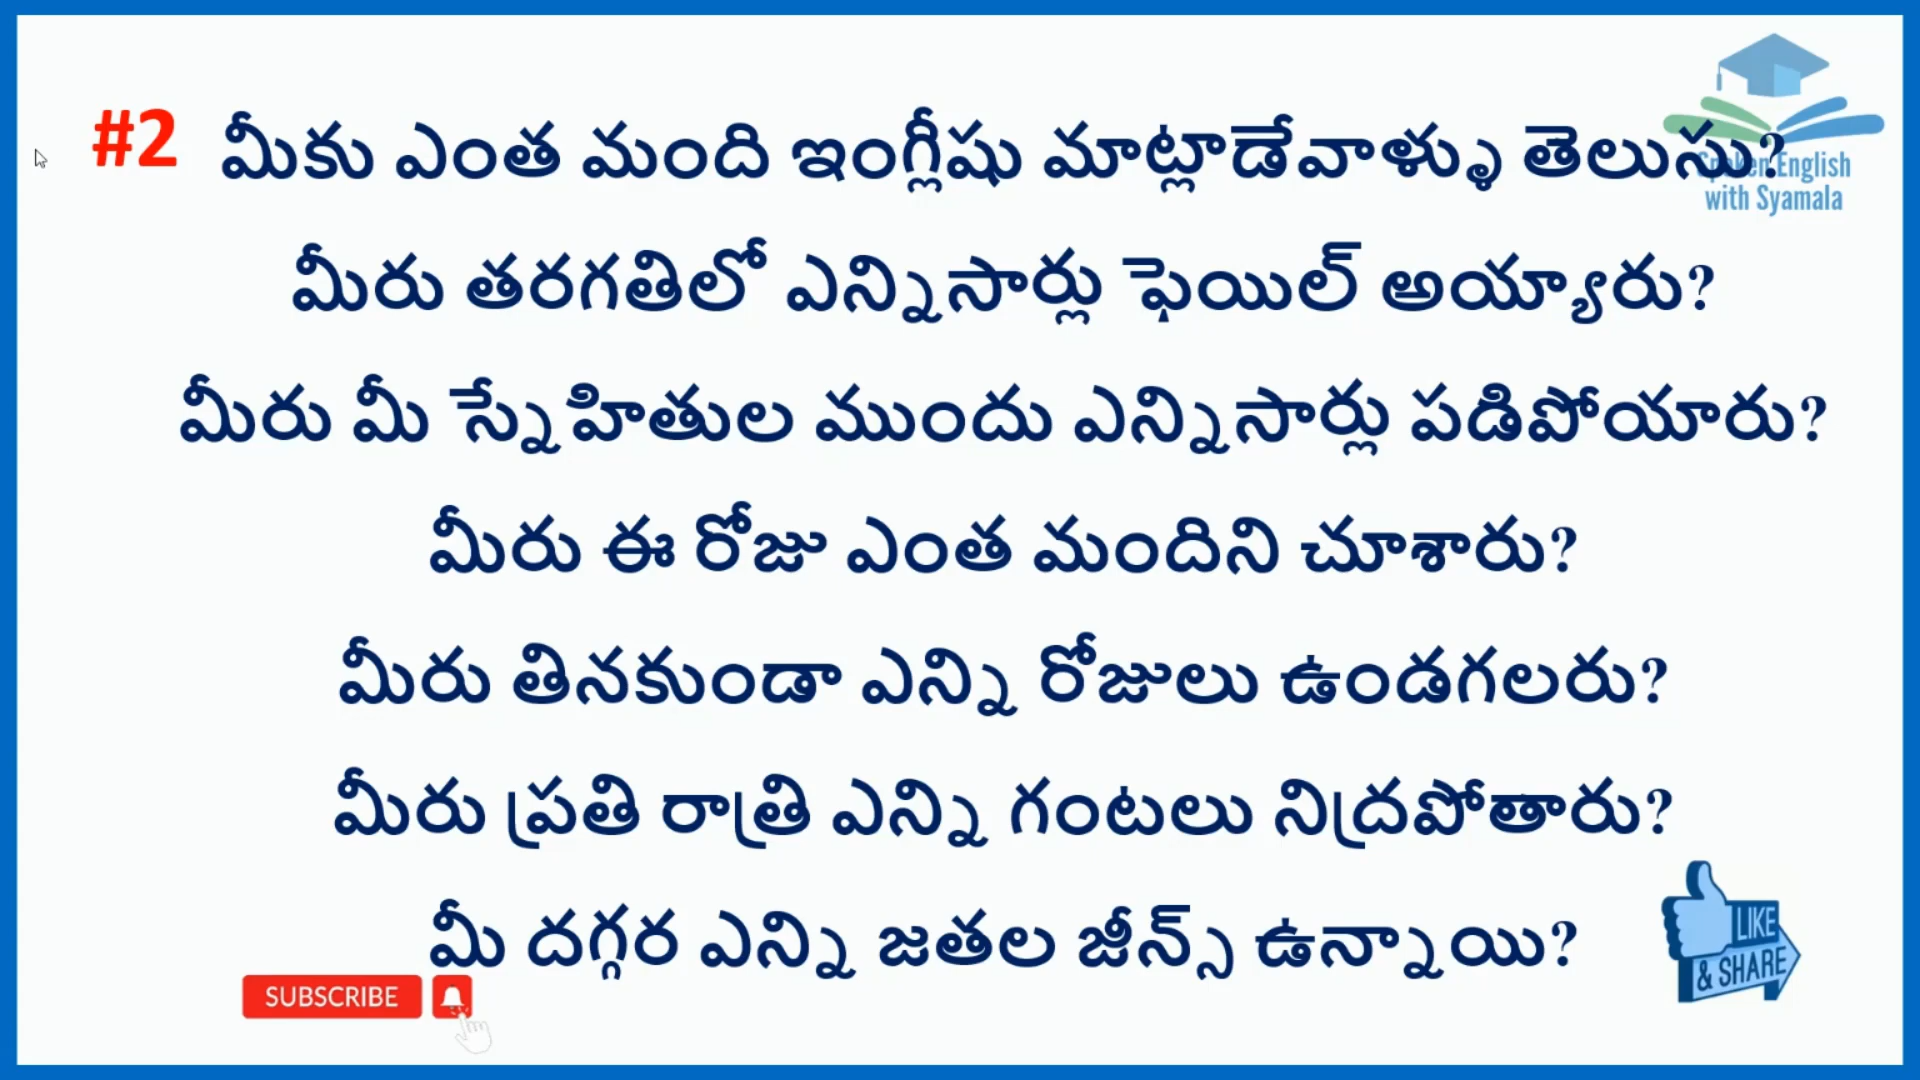 #2 మీకు ఎంత మంది ఇంగ్లీషు మాట్లాడేవాళ్ళు తెలుసు?
Spoken English
with Syamala
మీరు తరగతిలో ఎన్నిసార్లు ఫెయిల్ అయ్యారు?
మీరు మీ స్నేహితుల ముందు ఎన్నిసార్లు పడిపోయారు?
మీరు ఈ రోజు ఎంత మందిని చూశారు?
మీరు తినకుండా ఎన్ని రోజులు ఉండగలరు?
మీరు ప్రతి రాత్రి ఎన్ని గంటలు నిద్రపోతారు?
మీ దగ్గర ఎన్ని జతల జీన్స్ ఉన్నాయి?
LIKE
& SHARE
SUBSCRIBE